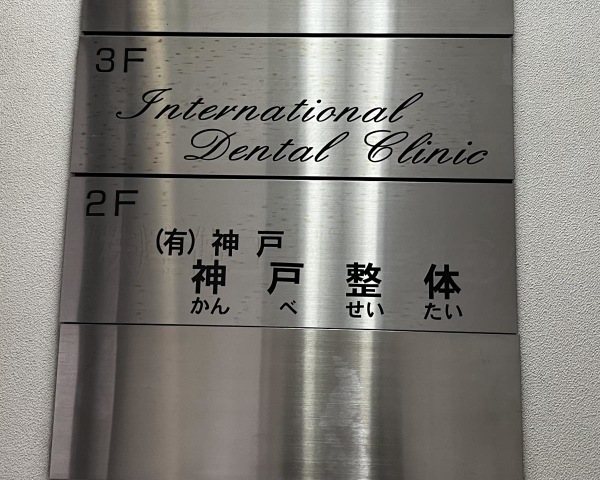 3F
International
Dental Clinic
2F
(有) 神戸
神戸整体
かん べ せい たい